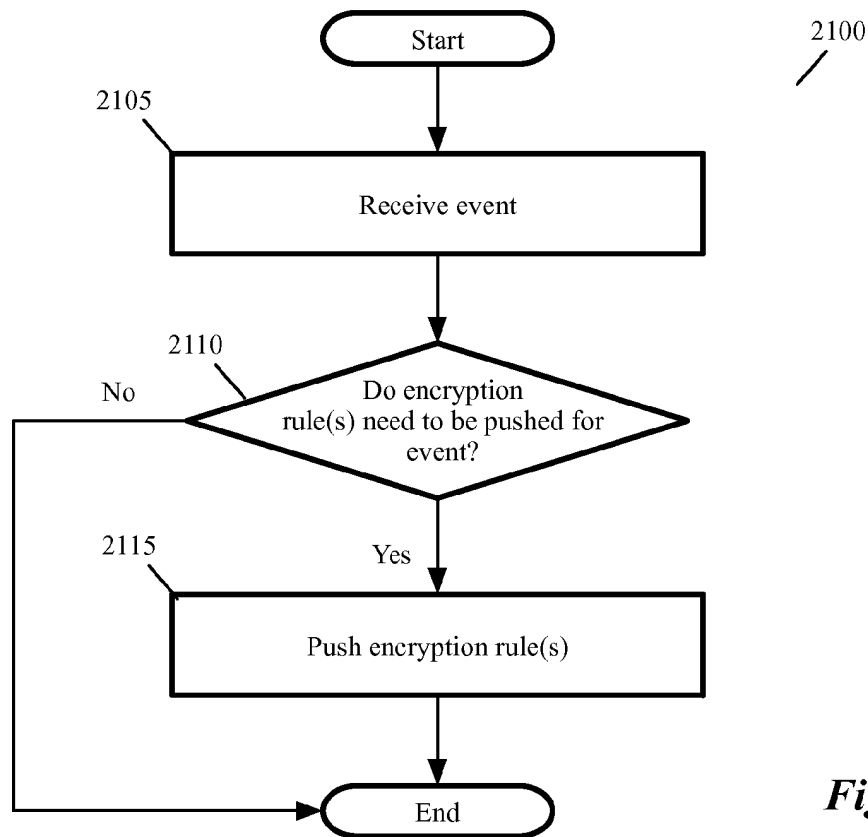 Start
2100
2105
Receive event
2110
No
Do encryption
rule(s) need to be pushed for
event?
2115
Yes
Push encryption rule(s)
End